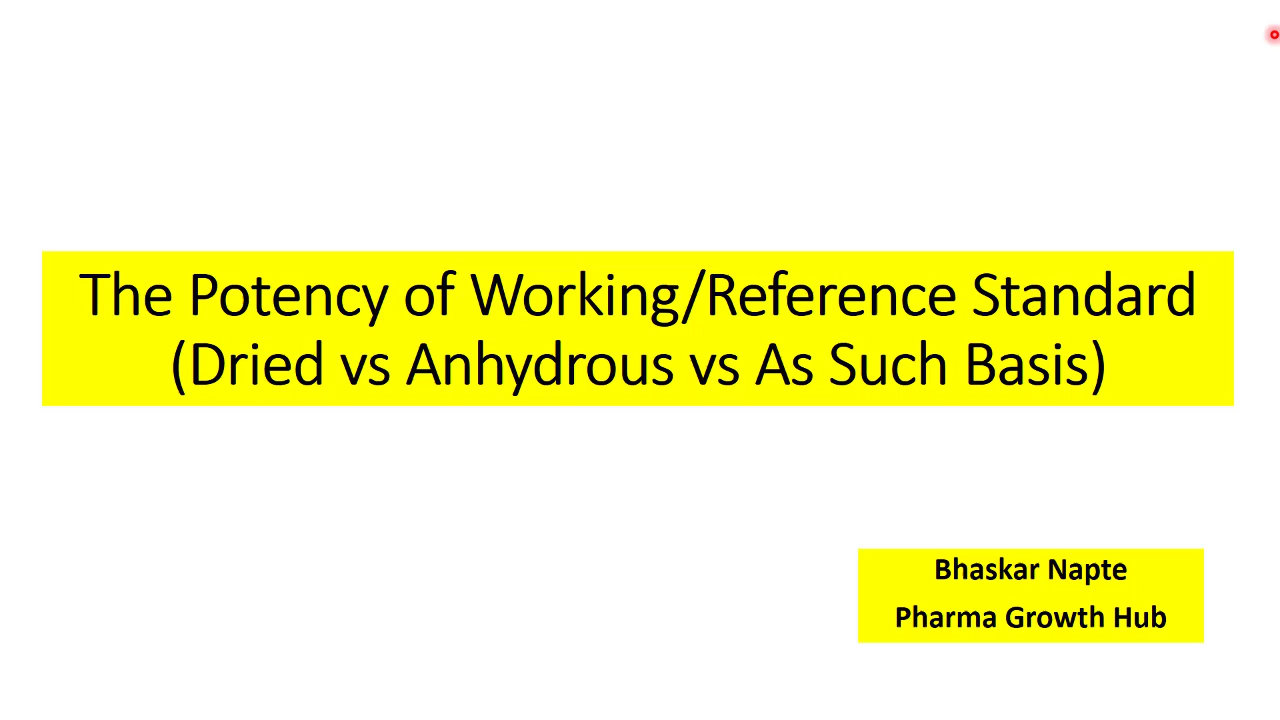 The Potency of Working/Reference Standard
(Dried vs Anhydrous vs As Such Basis)
Bhaskar Napte
Pharma Growth Hub